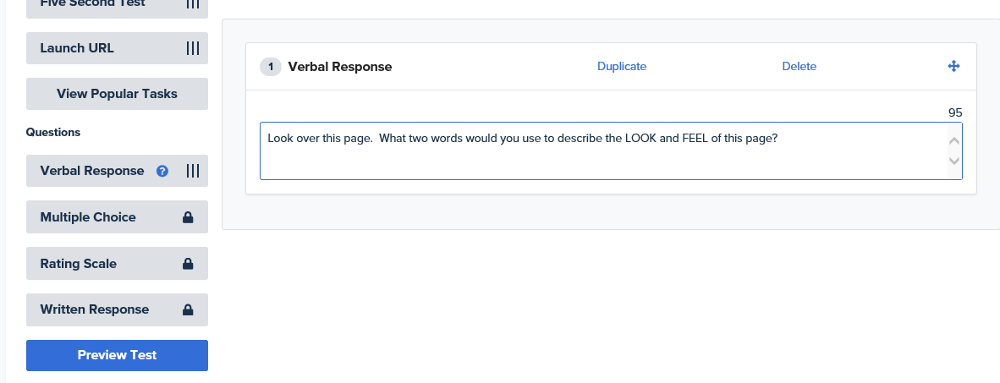 Five Second Test
Launch URL
View Popular Tasks
Questions
Verbal Response ?
Multiple Choice
Rating Scale
Written Response
Preview Test
1 Verbal Response Duplicate Delete
95
Look over this page.  What two words would you use to describe the LOOK and FEEL of this page?